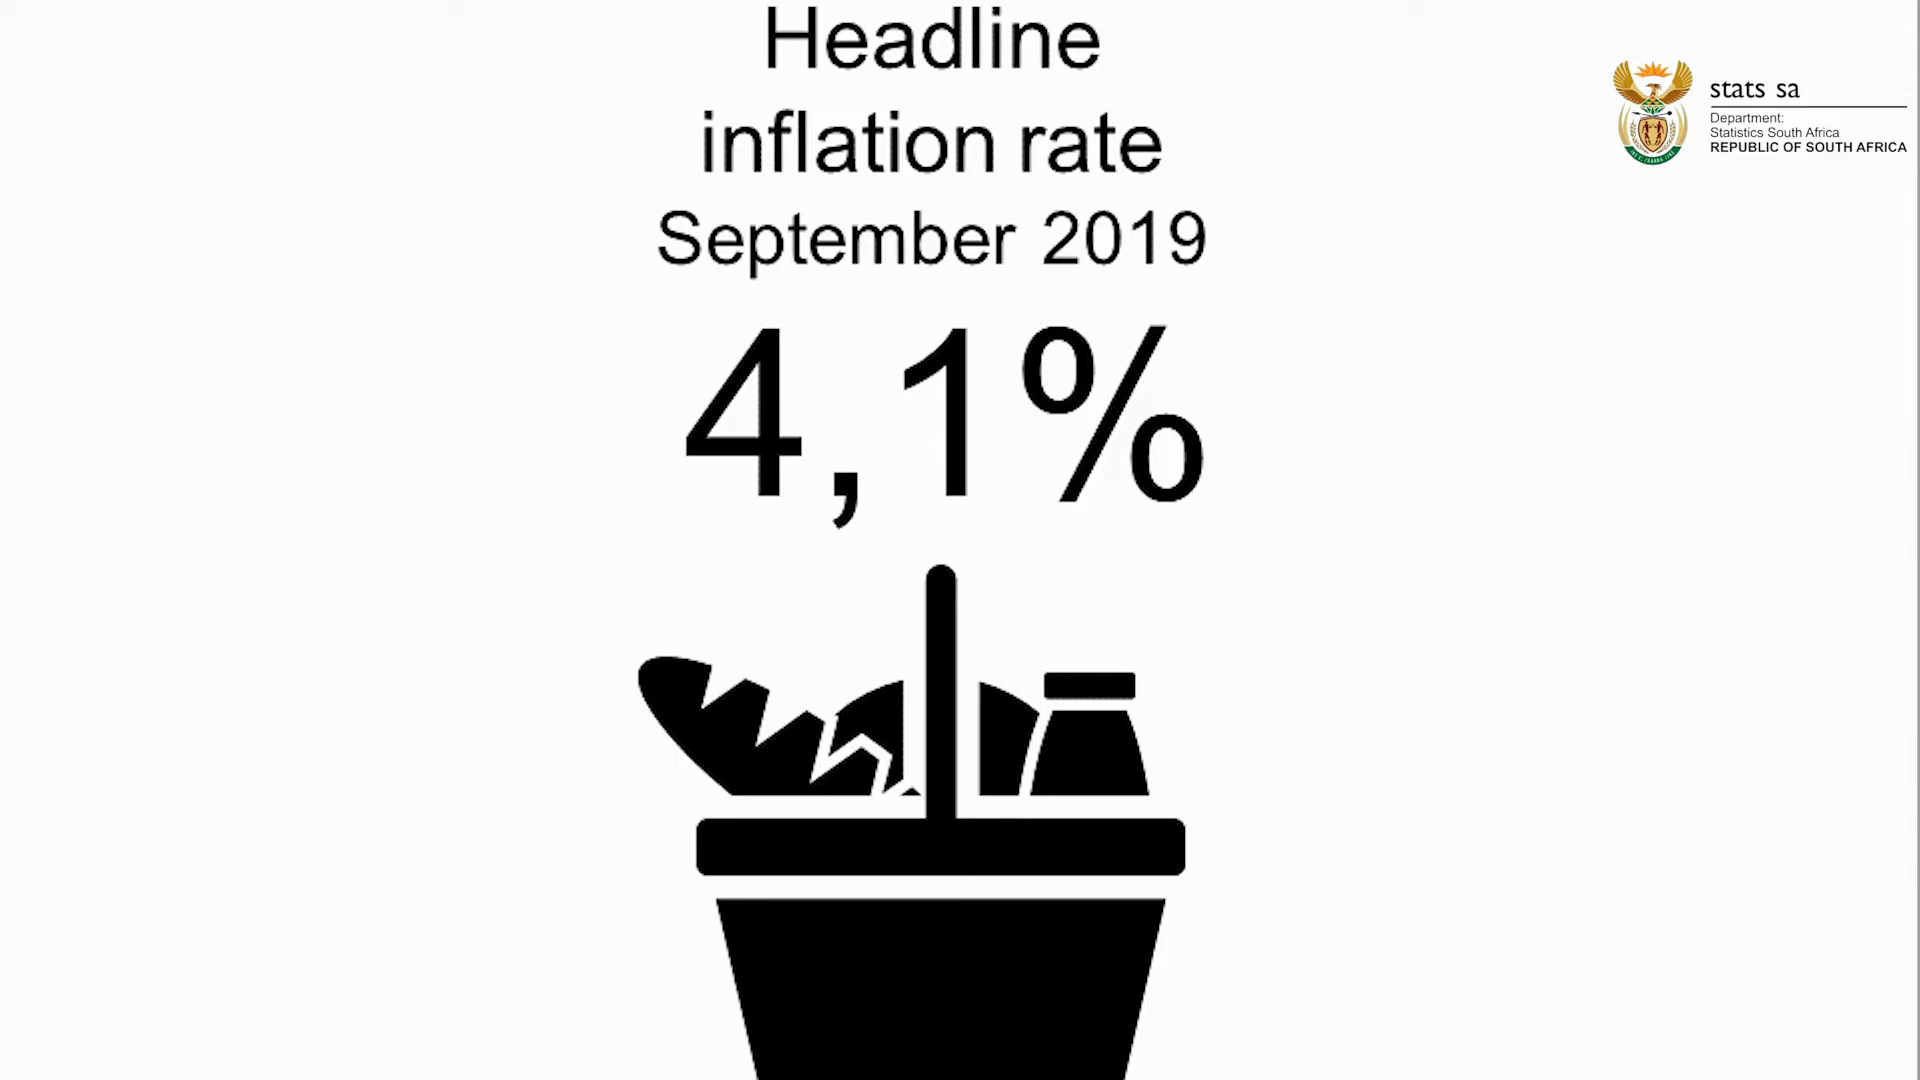 Headline
inflation rate
September 2019
4,1%
stats sa
Department:
Statistics South Africa
REPUBLIC OF SOUTH AFRICA